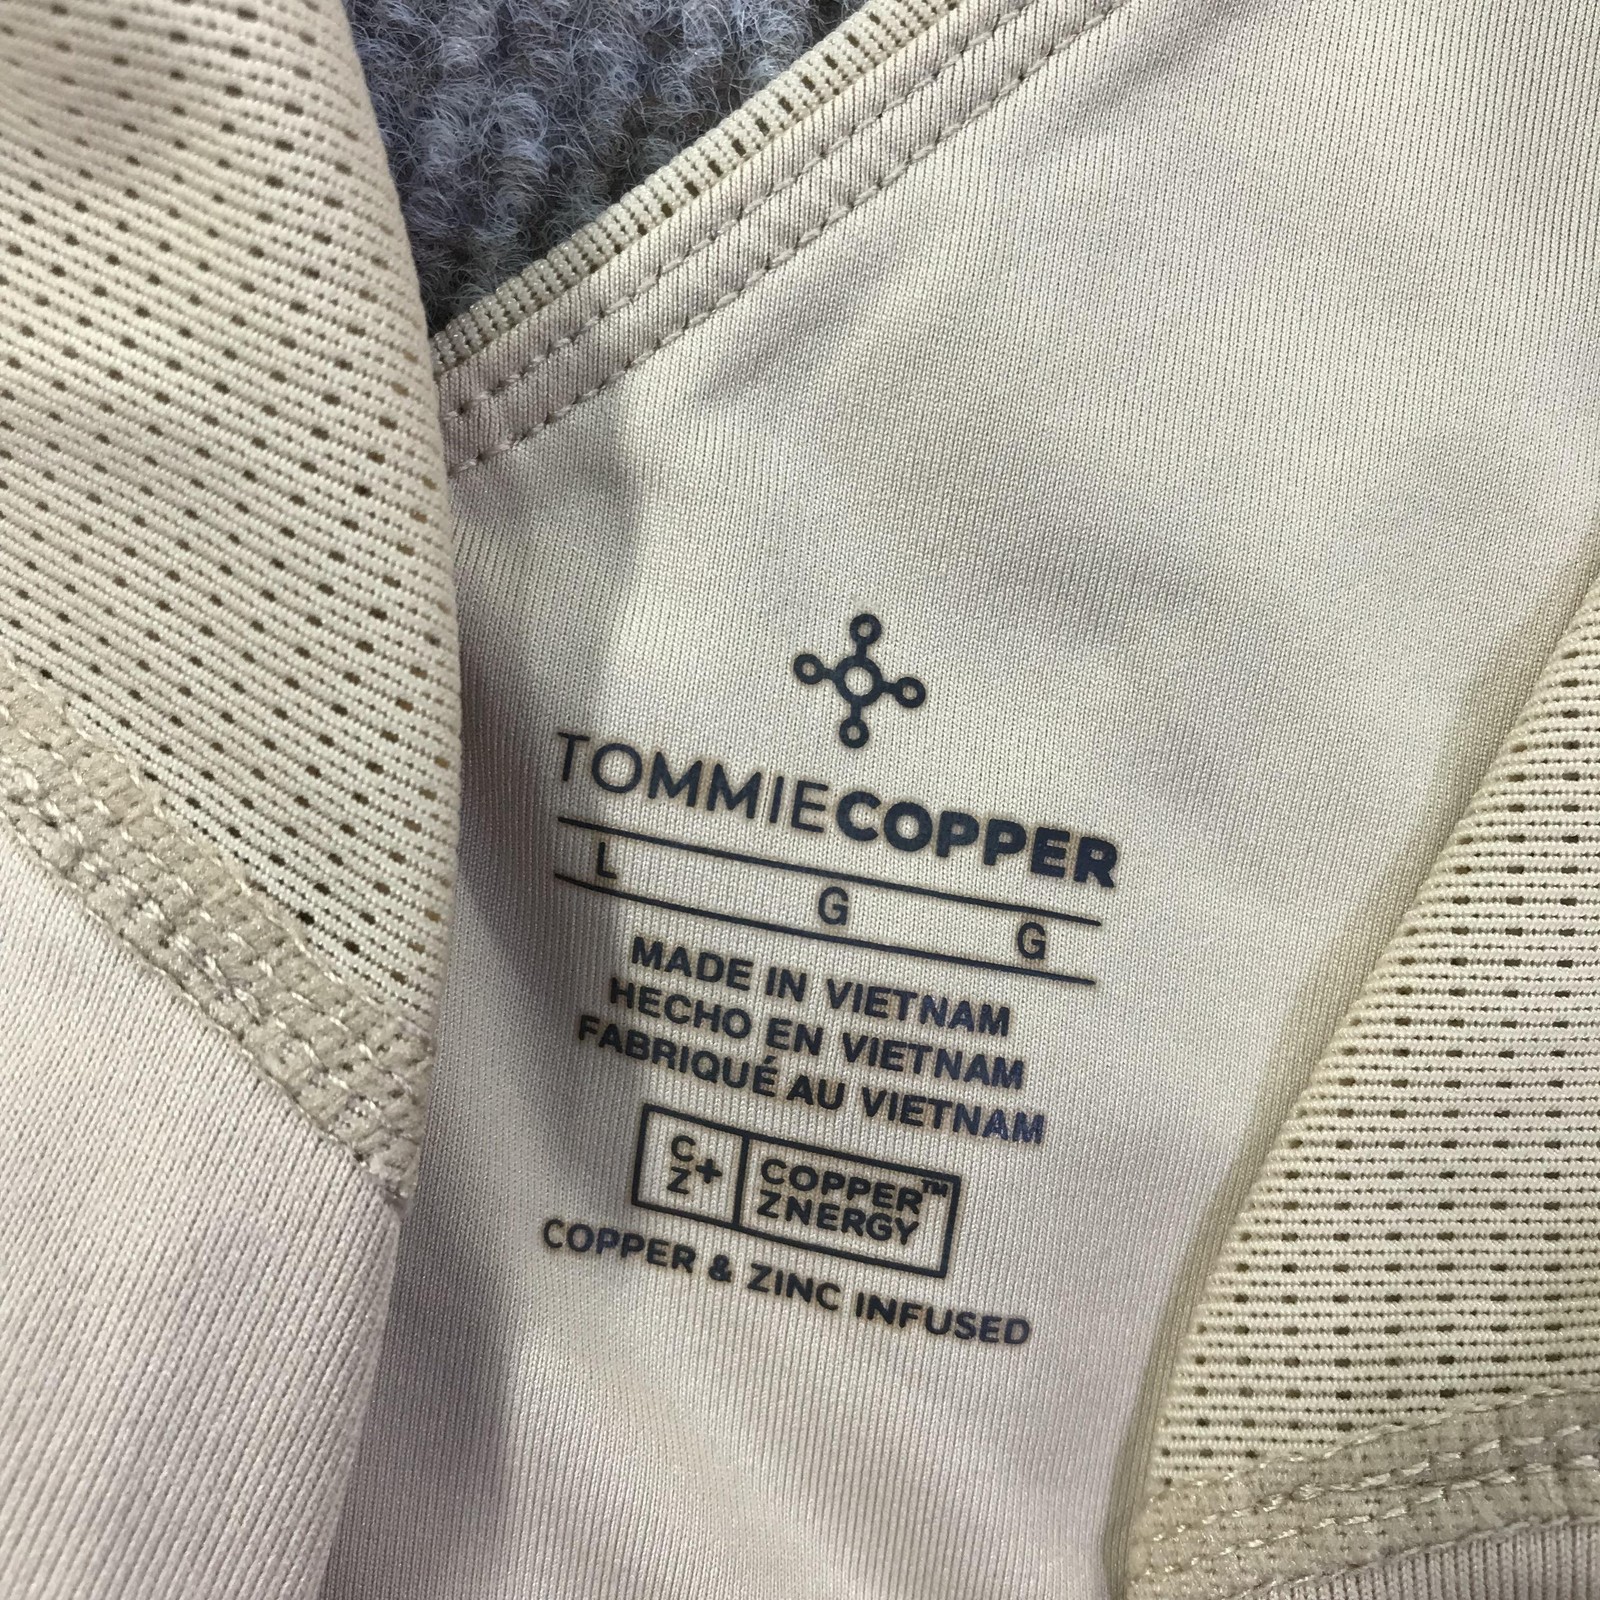 TOMMIECOPPER
L G G
MADE IN VIETNAM
HECHO EN VIETNAM
FABRIQUÉ AU VIETNAM
C Z+ COPPER™ ZNERGY
COPPER & ZINC INFUSED